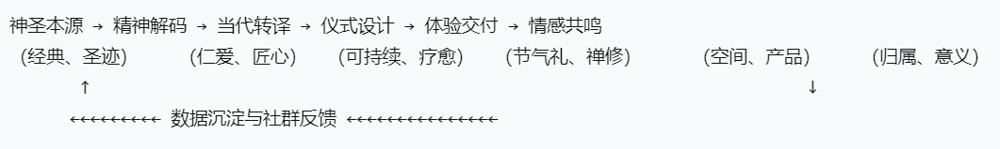 神圣本源 → 精神解码 → 当代转译 → 仪式设计 → 体验交付 → 情感共鸣
（经典、圣迹） （仁爱、匠心） （可持续、疗愈） （节气礼、禅修） （空间、产品） （归属、意义）
↑ ↓
←←←←←←←←← 数据沉淀与社群反馈 ←←←←←←←←←←←←←←←